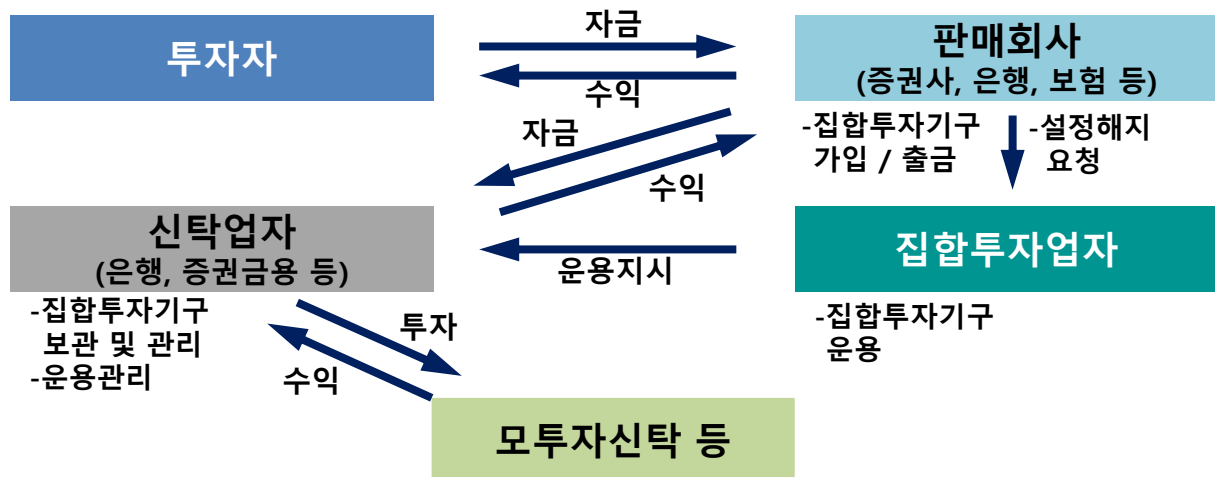 투자자
자금
수익
판매회사
(증권사, 은행, 보험 등)
-집합투자기구
가입 / 출금
-설정해지
요청
자금
수익
신탁업자
(은행, 증권금용 등)
운용지시
집합투자업자
-집합투자기구
보관 및 관리
-운용관리
투자
수익
-집합투자기구
운용
모투자신탁 등